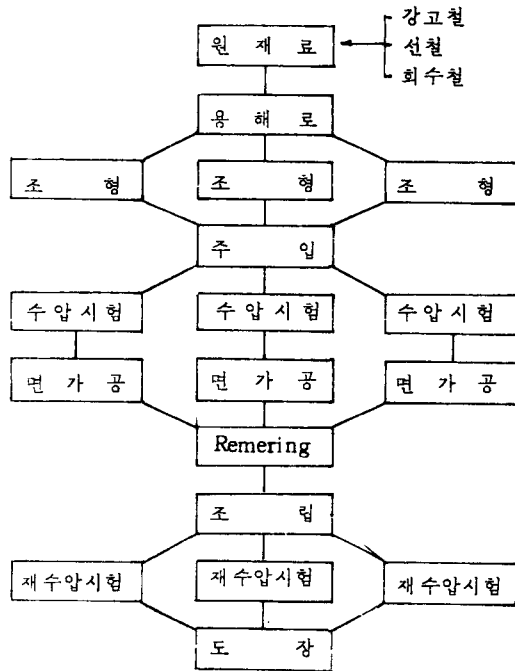 강고철
원재료
선철
회수철
용해로
조형 조형 조형
주입
수압시험 수압시험 수압시험
면가공 면가공 면가공
Remering
조립
재수압시험 재수압시험 재수압시험
도장